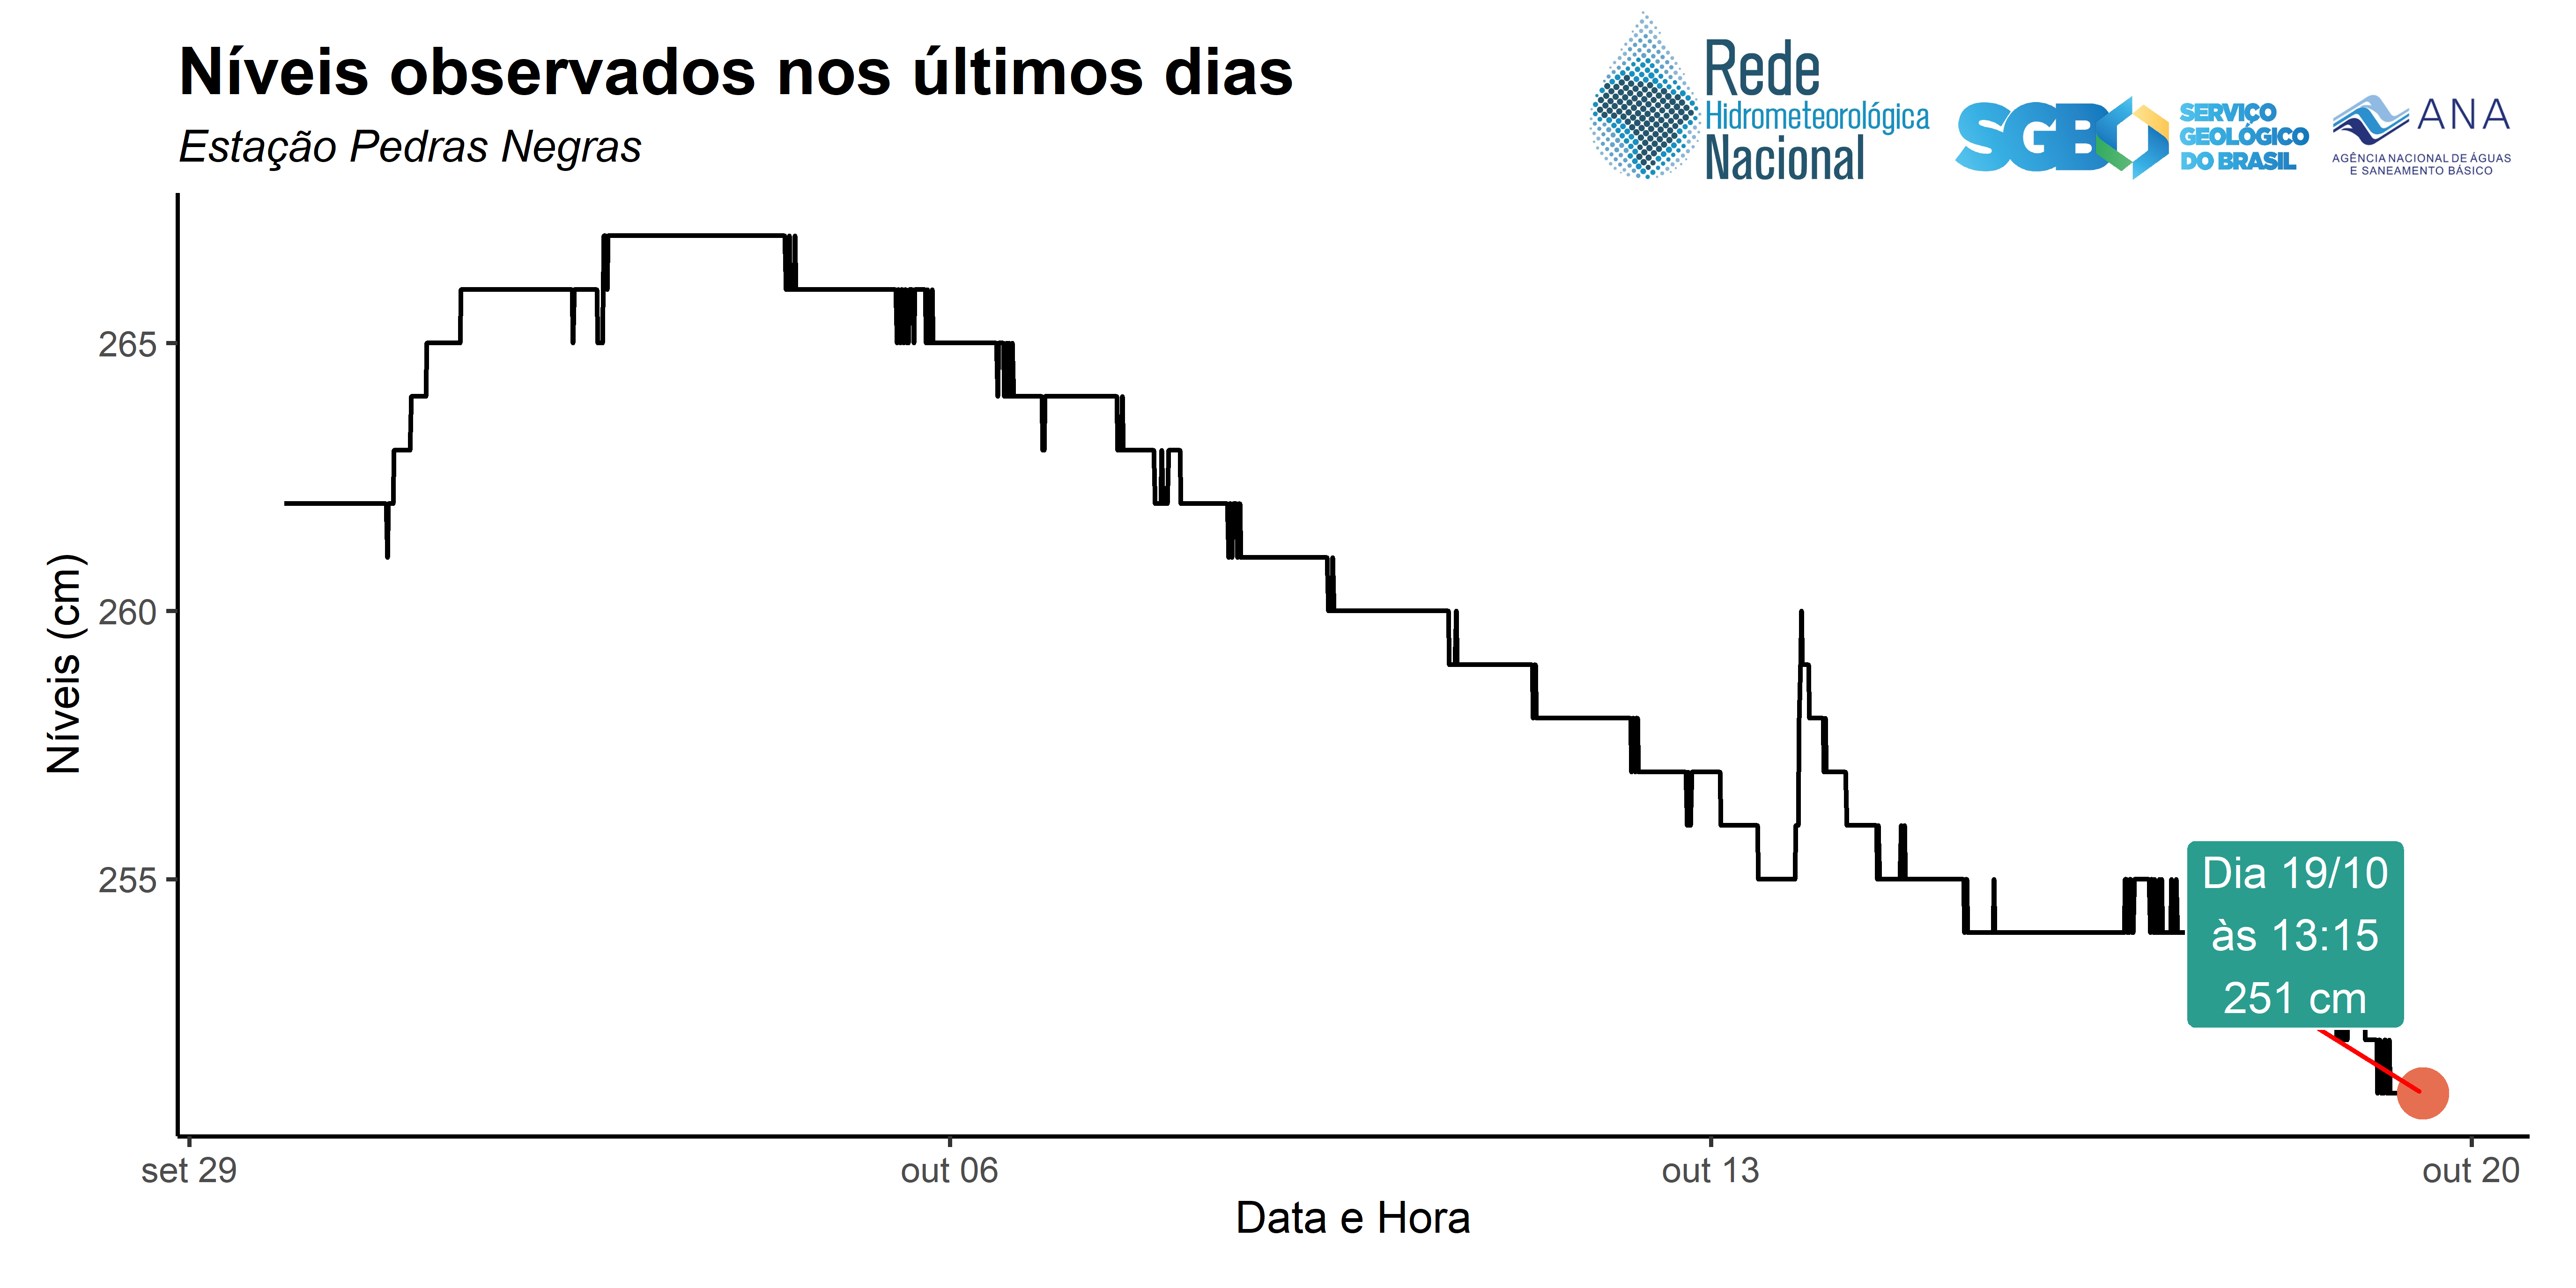 Níveis observados nos últimos dias
Estação Pedras Negras
Rede
Hidrometeorológica
Nacional
SGB
SERVIÇO
GEOLÓGICO
DO BRASIL
ANA
AGÊNCIA NACIONAL DE ÁGUAS
E SANEAMENTO BÁSICO
Níveis (cm)
265
260
255
Dia 19/10
às 13:15
251 cm
set 29
out 06
out 13
out 20
Data e Hora